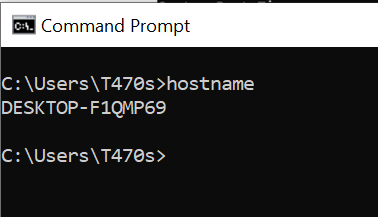 Command Prompt
C:\Users\T470s>hostname
DESKTOP-F1QMP69
C:\Users\T470s>